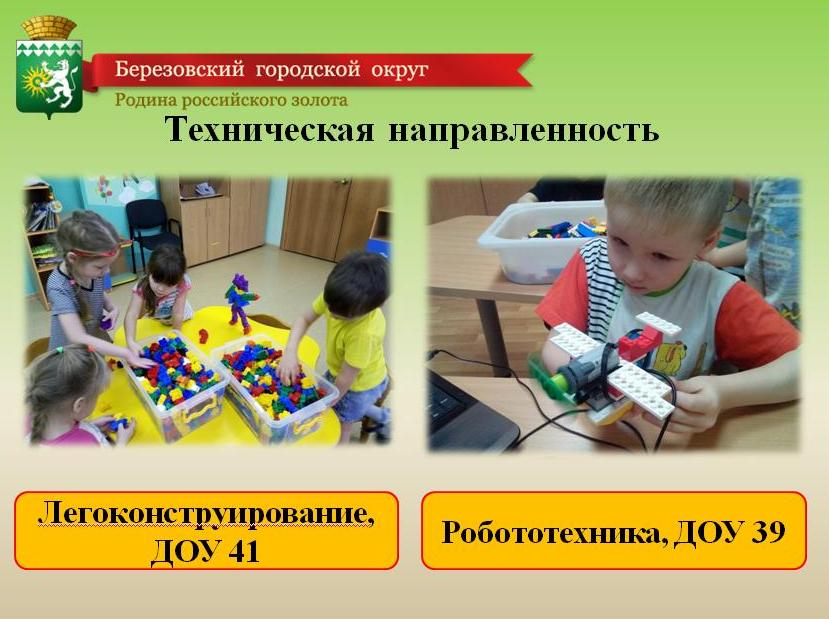 Березовский городской округ
Родина российского золота
Техническая направленность
Легоконструирование,
ДОУ 41
Робототехника, ДОУ 39